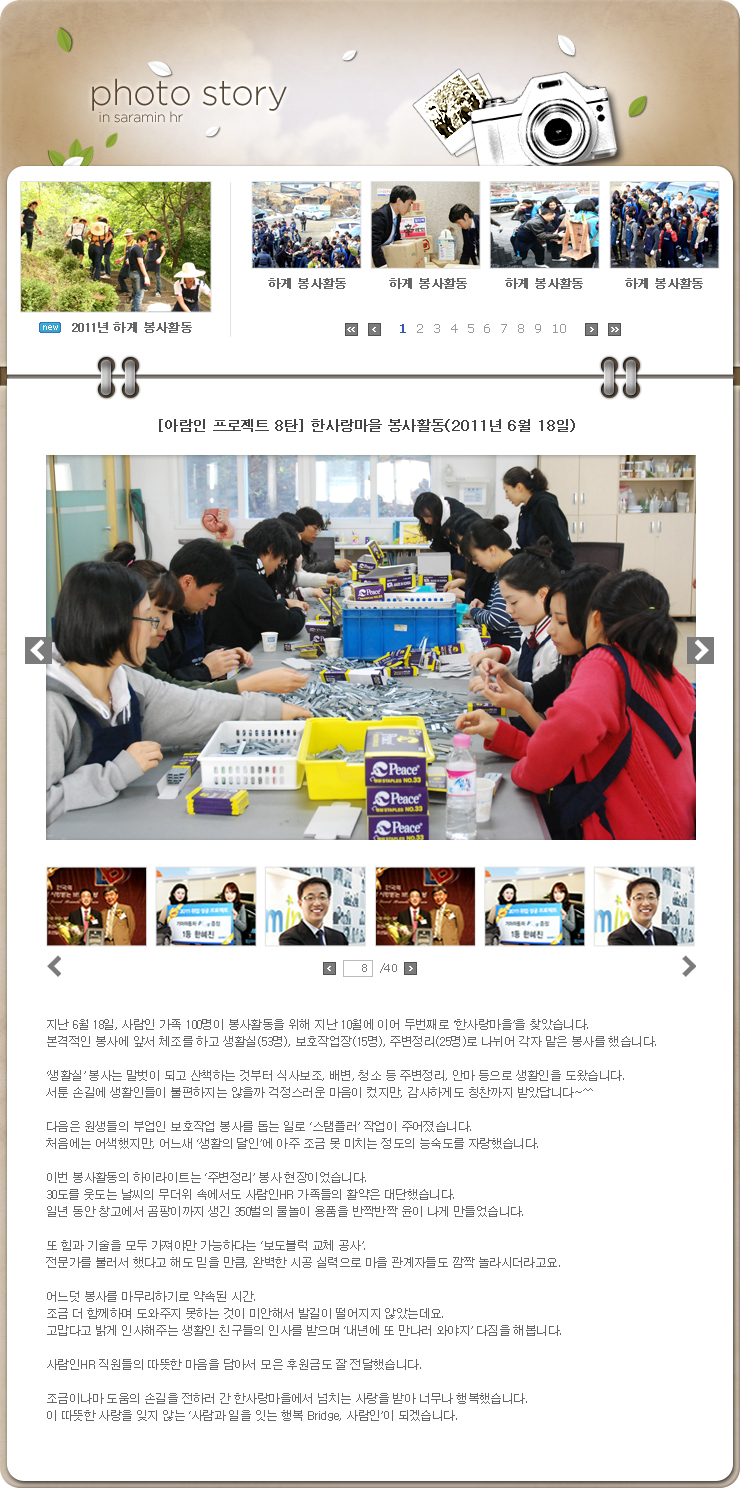 photo story
in saramin hr
new 2011년 하계 봉사활동
하계 봉사활동
하계 봉사활동
하계 봉사활동
하계 봉사활동
1 2 3 4 5 6 7 8 9 10
[아람인 프로젝트 8탄] 한사랑마을 봉사활동(2011년 6월 18일)
Peace
Peace
STAPLES NO.33
Peace
STAPLES NO.33
Peace
1등 한혜진
1등 한혜진
8 /40
지난 6월 18일, 사람인 가족 100명이 봉사활동을 위해 지난 10월에 이어 두번째로 ‘한사랑마을’을 찾았습니다.
본격적인 봉사에 앞서 체조를 하고 생활실(53명), 보호작업장(15명), 주변정리(25명)로 나뉘어 각자 맡은 봉사를 했습니다.
‘생활실’ 봉사는 말벗이 되고 산책하는 것부터 식사보조, 배변, 청소 등 주변정리, 안마 등으로 생활인을 도왔습니다.
서툰 손길에 생활인들이 불편하지는 않을까 걱정스러운 마음이 컸지만, 감사하게도 칭찬까지 받았답니다~^^
다음은 원생들의 부업인 보호작업 봉사를 돕는 일로 ‘스탬플러’ 작업이 주어졌습니다.
처음에는 어색했지만, 어느새 ‘생활의 달인’에 아주 조금 못 미치는 정도의 능숙도를 자랑했습니다.
이번 봉사활동의 하이라이트는 ‘주변정리’ 봉사 현장이었습니다.
30도를 웃도는 날씨의 무더위 속에서도 사람인HR 가족들의 활약은 대단했습니다.
일년 동안 창고에서 곰팡이까지 생긴 350벌의 물놀이 용품을 반짝반짝 윤이 나게 만들었습니다.
또 힘과 기술을 모두 가져야만 가능하다는 ‘보도블럭 교체 공사’.
전문가를 불러서 했다고 해도 믿을 만큼, 완벽한 시공 실력으로 마을 관계자들도 깜짝 놀라시더라고요.
어느덧 봉사를 마무리하기로 약속된 시간.
조금 더 함께하며 도와주지 못하는 것이 미안해서 발길이 떨어지지 않았는데요.
고맙다고 밝게 인사해주는 생활인 친구들의 인사를 받으며 ‘내년에 또 만나러 와야지’ 다짐을 해봅니다.
사람인HR 직원들의 따뜻한 마음을 담아서 모은 후원금도 잘 전달했습니다.
조금이나마 도움의 손길을 전하러 간 한사랑마을에서 넘치는 사랑을 받아 너무나 행복했습니다.
이 따뜻한 사랑을 잊지 않는 ‘사람과 일을 잇는 행복 Bridge, 사람인’이 되겠습니다.